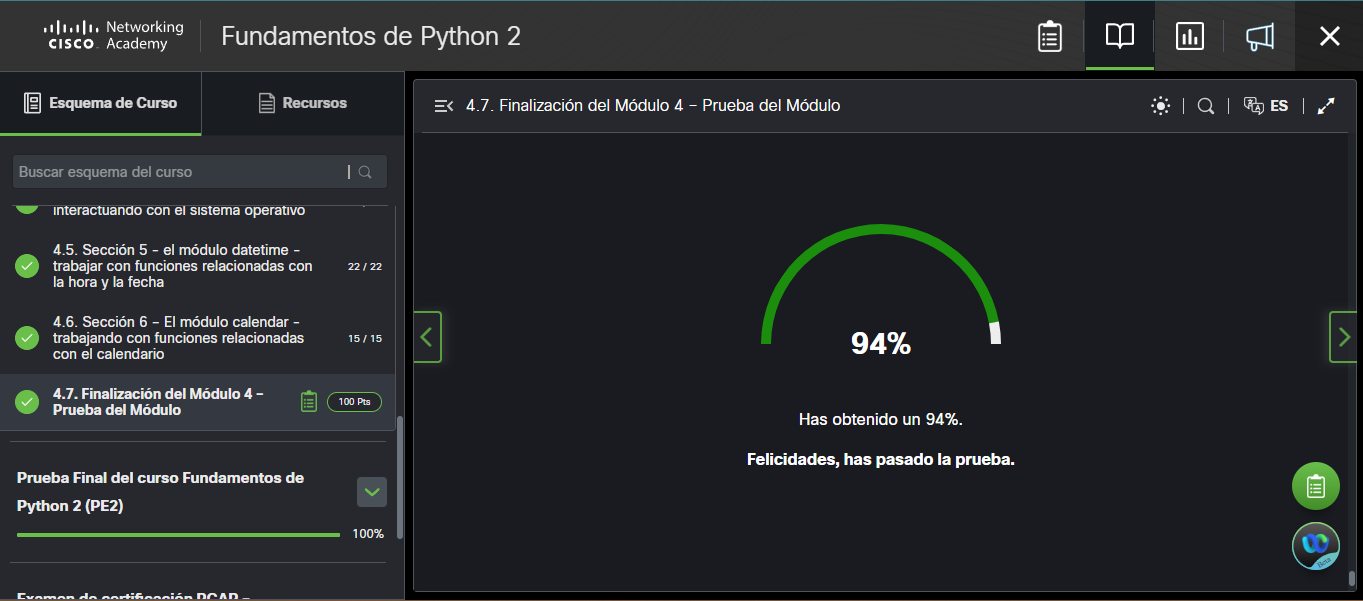 Networking
CISCO Academy
Fundamentos de Python 2
Esquema de Curso
Recursos
Buscar esquema del curso
interactuando con el sistema operativo
4.5. Sección 5 – el módulo datetime –
trabajar con funciones relacionadas con
la hora y la fecha
22 / 22
4.6. Sección 6 – El módulo calendar –
trabajando con funciones relacionadas
con el calendario
15 / 15
4.7. Finalización del Módulo 4 –
Prueba del Módulo
100 Pts
Prueba Final del curso Fundamentos de
Python 2 (PE2)
100%
Examen de certificación PCAP –
4.7. Finalización del Módulo 4 – Prueba del Módulo
ES
94%
Has obtenido un 94%.
Felicidades, has pasado la prueba.
Beta